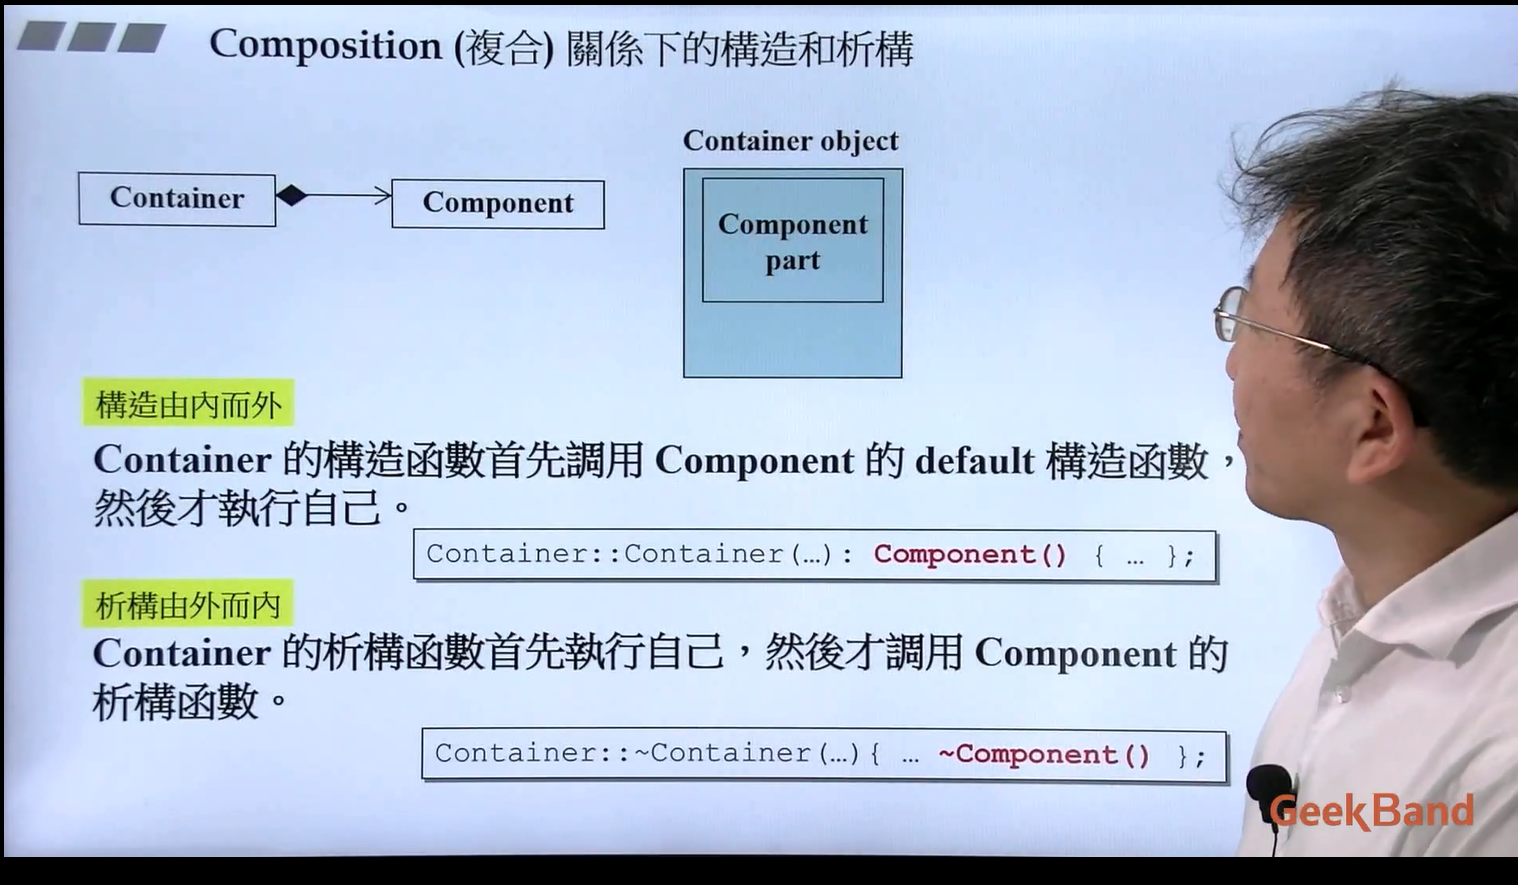 Composition (複合) 關係下的構造和析構
Container object
Container
Component
Component
part
構造由內而外
Container 的構造函數首先調用 Component 的 default 構造函數，
然後才執行自己。
Container::Container(…): Component() { … };
析構由外而內
Container 的析構函數首先執行自己，然後才調用 Component 的
析構函數。
Container::~Container(…){ … ~Component() };
GeekBand